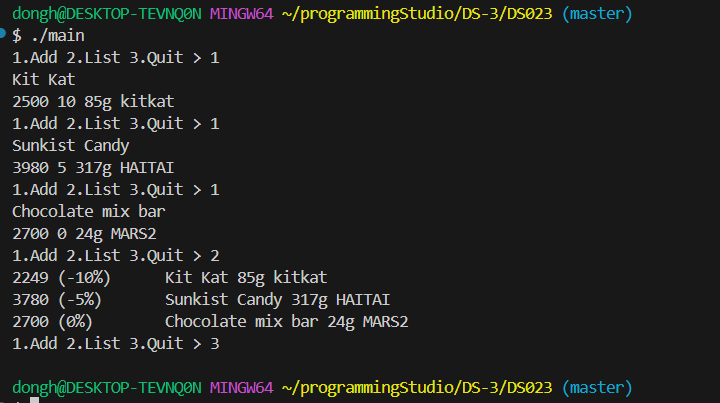 dongh@DESKTOP-TEVNQ0N MINGW64 ~/programmingStudio/DS-3/DS023 (master)
$ ./main
1.Add 2.List 3.Quit > 1
Kit Kat
2500 10 85g kitkat
1.Add 2.List 3.Quit > 1
Sunkist Candy
3980 5 317g HAITAI
1.Add 2.List 3.Quit > 1
Chocolate mix bar
2700 0 24g MARS2
1.Add 2.List 3.Quit > 2
2249 (-10%)     Kit Kat 85g kitkat
3780 (-5%)      Sunkist Candy 317g HAITAI
2700 (0%)       Chocolate mix bar 24g MARS2
1.Add 2.List 3.Quit > 3
dongh@DESKTOP-TEVNQ0N MINGW64 ~/programmingStudio/DS-3/DS023 (master)